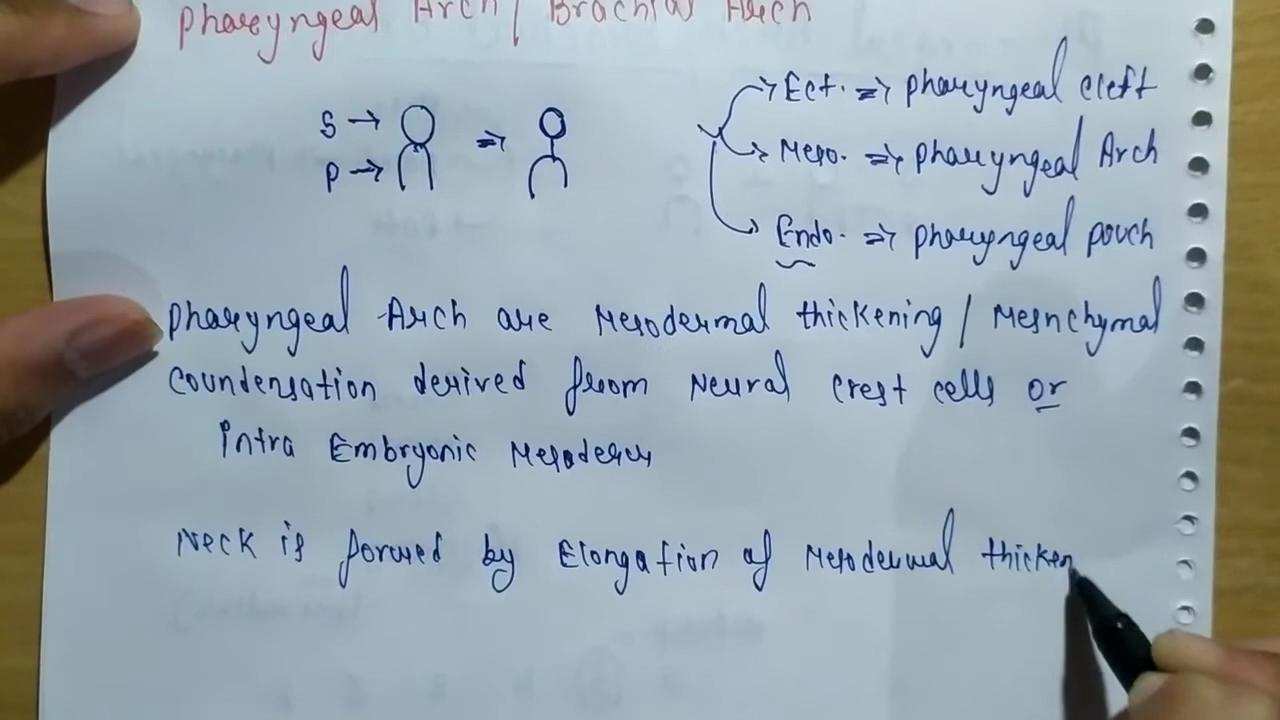 Pharyngeal Arch / Brachial Arch
S → ⇒
P →
→ Ect. ⇒ pharyngeal cleft
→ Meso. ⇒ pharyngeal Arch
→ Endo. ⇒ pharyngeal pouch
Pharyngeal Arch are Mesodermal thickening / Mesnchymal
Coundensation derived from Neural crest cells or
Intra Embryonic Mesoderm
Neck is formed by Elongation of Mesodermal thicken